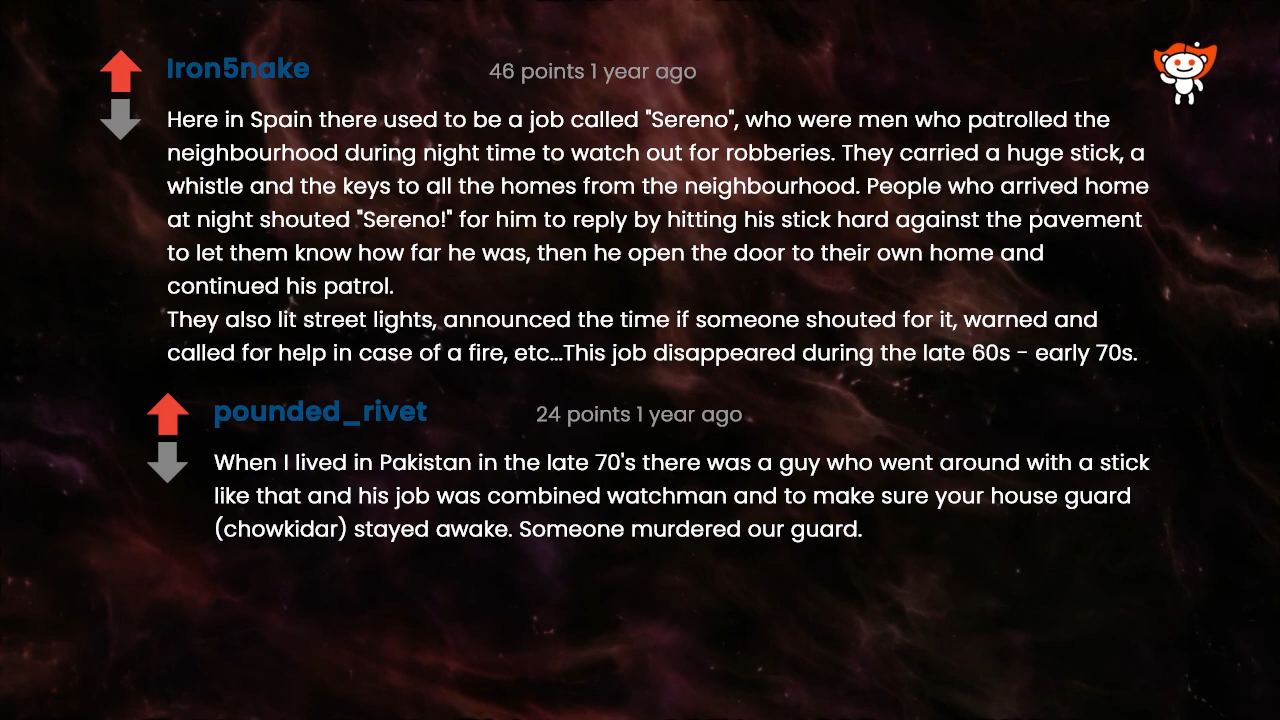 Iron5nake 46 points 1 year ago
Here in Spain there used to be a job called "Sereno", who were men who patrolled the
neighbourhood during night time to watch out for robberies. They carried a huge stick, a
whistle and the keys to all the homes from the neighbourhood. People who arrived home
at night shouted "Sereno!" for him to reply by hitting his stick hard against the pavement
to let them know how far he was, then he open the door to their own home and
continued his patrol.
They also lit street lights, announced the time if someone shouted for it, warned and
called for help in case of a fire, etc...This job disappeared during the late 60s - early 70s.
pounded_rivet 24 points 1 year ago
When I lived in Pakistan in the late 70's there was a guy who went around with a stick
like that and his job was combined watchman and to make sure your house guard
(chowkidar) stayed awake. Someone murdered our guard.